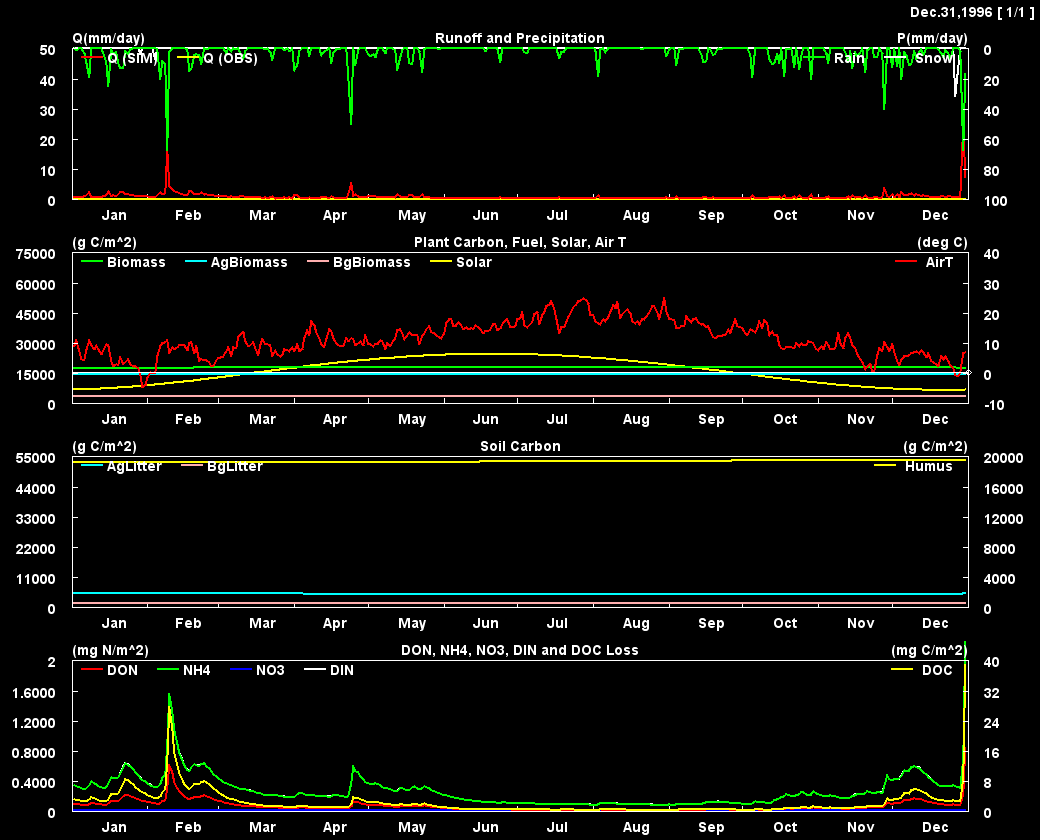 Dec.31,1996 [ 1/1 ]
Q(mm/day) Runoff and Precipitation P(mm/day)
50 Q (SIM) Q (OBS) Rain Snow 0
40 20
30 40
20 60
10 80
0 100
Jan Feb Mar Apr May Jun Jul Aug Sep Oct Nov Dec
(g C/m^2) Plant Carbon, Fuel, Solar, Air T (deg C)
75000 Biomass AgBiomass BgBiomass Solar AirT 40
60000 30
45000 20
30000 10
15000 0
0 -10
Jan Feb Mar Apr May Jun Jul Aug Sep Oct Nov Dec
(g C/m^2) Soil Carbon (g C/m^2)
55000 AgLitter BgLitter Humus 20000
44000 16000
33000 12000
22000 8000
11000 4000
0 0
Jan Feb Mar Apr May Jun Jul Aug Sep Oct Nov Dec
(mg N/m^2) DON, NH4, NO3, DIN and DOC Loss (mg C/m^2)
2 DON NH4 NO3 DIN DOC 40
1.6000 32
1.2000 24
0.8000 16
0.4000 8
0 0
Jan Feb Mar Apr May Jun Jul Aug Sep Oct Nov Dec